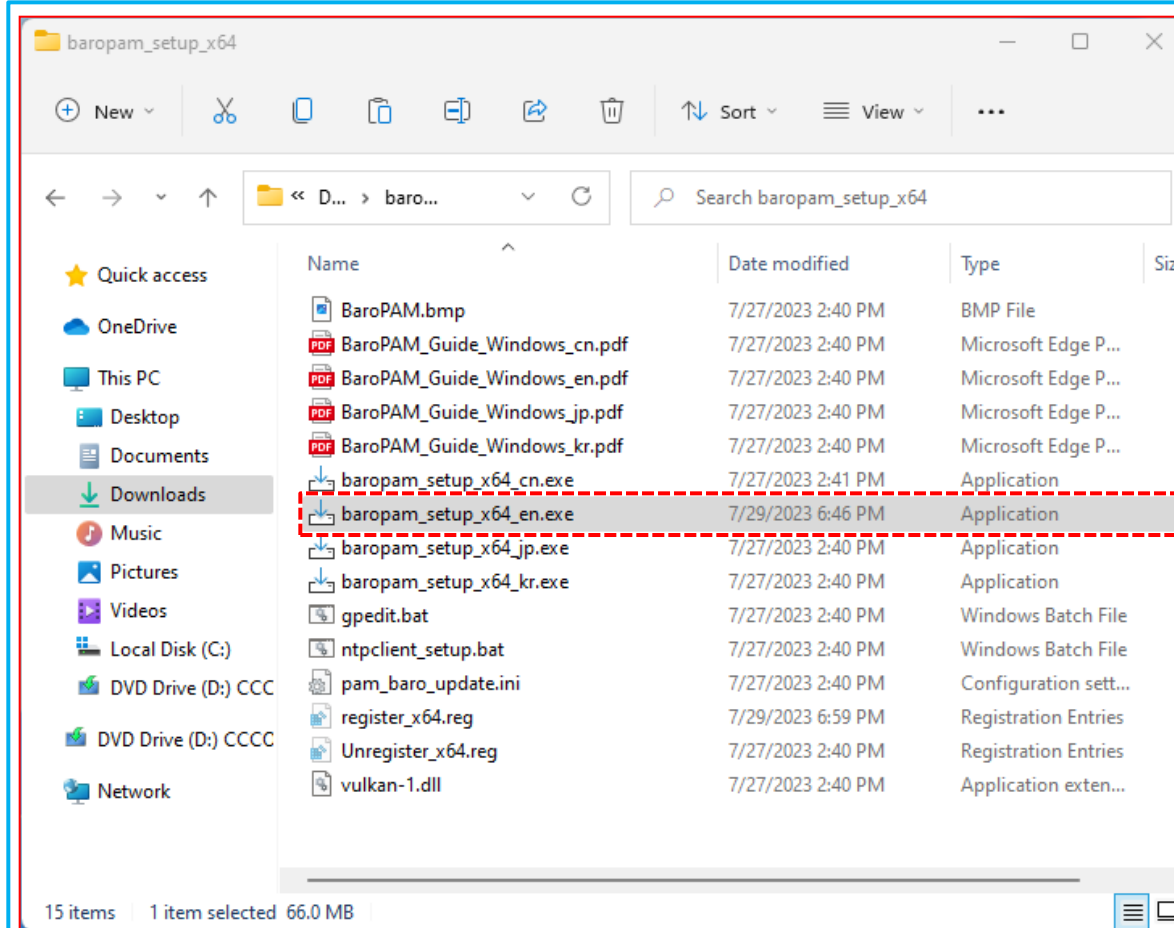 baropam_setup_x64
New Sort View
« D... › baro... Search baropam_setup_x64
Name Date modified Type Siz
Quick access
OneDrive
This PC
Desktop
Documents
Downloads
Music
Pictures
Videos
Local Disk (C:)
DVD Drive (D:) CCC
DVD Drive (D:) CCCO
Network
BaroPAM.bmp 7/27/2023 2:40 PM BMP File
BaroPAM_Guide_Windows_cn.pdf 7/27/2023 2:40 PM Microsoft Edge P...
BaroPAM_Guide_Windows_en.pdf 7/27/2023 2:40 PM Microsoft Edge P...
BaroPAM_Guide_Windows_jp.pdf 7/27/2023 2:40 PM Microsoft Edge P...
BaroPAM_Guide_Windows_kr.pdf 7/27/2023 2:40 PM Microsoft Edge P...
baropam_setup_x64_cn.exe 7/27/2023 2:41 PM Application
baropam_setup_x64_en.exe 7/29/2023 6:46 PM Application
baropam_setup_x64_jp.exe 7/27/2023 2:40 PM Application
baropam_setup_x64_kr.exe 7/27/2023 2:40 PM Application
gpedit.bat 7/27/2023 2:40 PM Windows Batch File
ntpclient_setup.bat 7/27/2023 2:40 PM Windows Batch File
pam_baro_update.ini 7/27/2023 2:40 PM Configuration sett...
register_x64.reg 7/29/2023 6:59 PM Registration Entries
Unregister_x64.reg 7/27/2023 2:40 PM Registration Entries
vulkan-1.dll 7/27/2023 2:40 PM Application exten...
15 items 1 item selected 66.0 MB